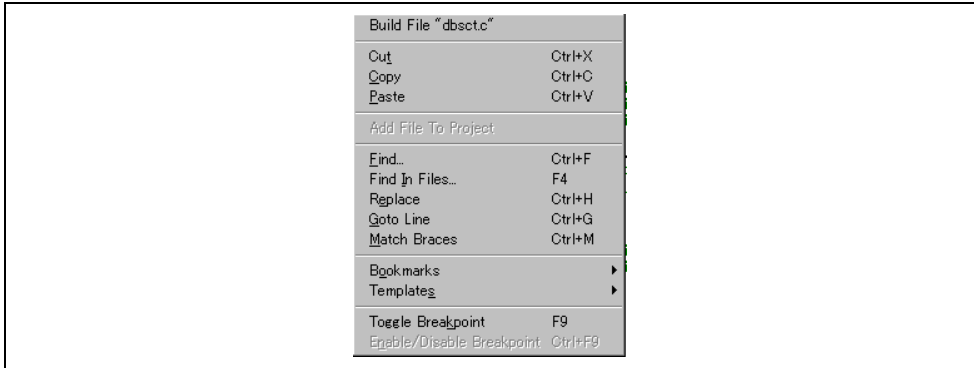 Build File "dbsct.c"
Cut Ctrl+X
Copy Ctrl+C
Paste Ctrl+V
Add File To Project
Find... Ctrl+F
Find In Files... F4
Replace Ctrl+H
Goto Line Ctrl+G
Match Braces Ctrl+M
Bookmarks
Templates
Toggle Breakpoint F9
Enable/Disable Breakpoint Ctrl+F9